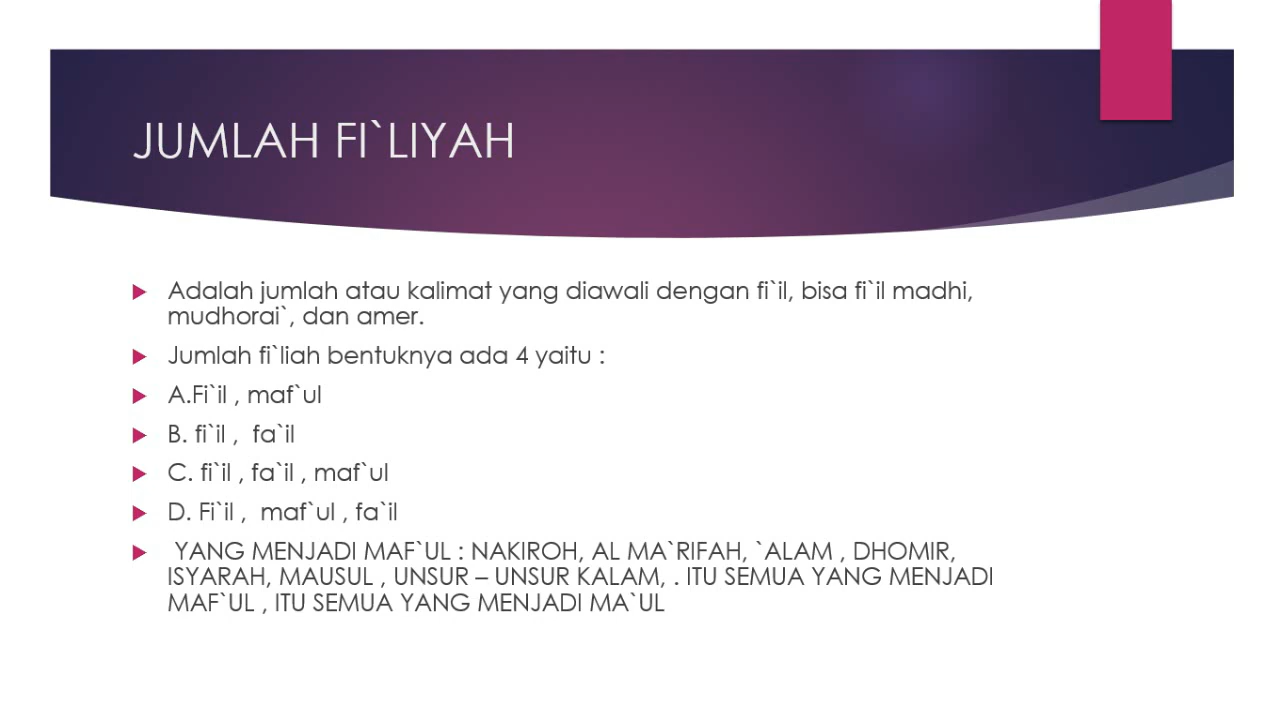 JUMLAH FI`LIYAH
Adalah jumlah atau kalimat yang diawali dengan fi`il, bisa fi`il madhi,
mudhorai`, dan amer.
Jumlah fi`liah bentuknya ada 4 yaitu :
A.Fi`il , maf`ul
B. fi`il ,  fa`il
C. fi`il , fa`il , maf`ul
D. Fi`il ,  maf`ul , fa`il
YANG MENJADI MAF`UL : NAKIROH, AL MA`RIFAH, `ALAM , DHOMIR,
ISYARAH, MAUSUL , UNSUR – UNSUR KALAM, . ITU SEMUA YANG MENJADI
MAF`UL , ITU SEMUA YANG MENJADI MA`UL